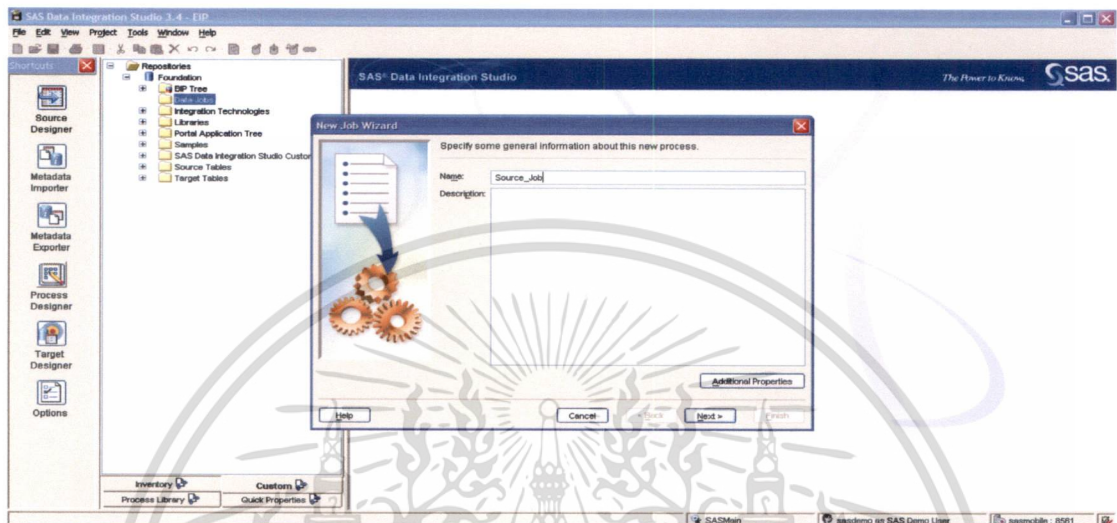 SAS Data Integration Studio 3.4 - EIP
File Edit View Project Tools Window Help
Shortcuts
Source Designer
Metadata Importer
Metadata Exporter
Process Designer
Target Designer
Options
Repositories
Foundation
BIP Tree
Data Jobs
Integration Technologies
Libraries
Portal Application Tree
Samples
SAS Data Integration Studio Custor
Source Tables
Target Tables
Inventory
Custom
Process Library
Quick Properties
SAS® Data Integration Studio
The Power to Know.
sas.
New Job Wizard
Specify some general information about this new process.
Name: Source_Job
Description:
Additional Properties
Help
Cancel
< Back
Next >
Finish
SASMain
sasdemo as SAS Demo User
sasmobile : 8561